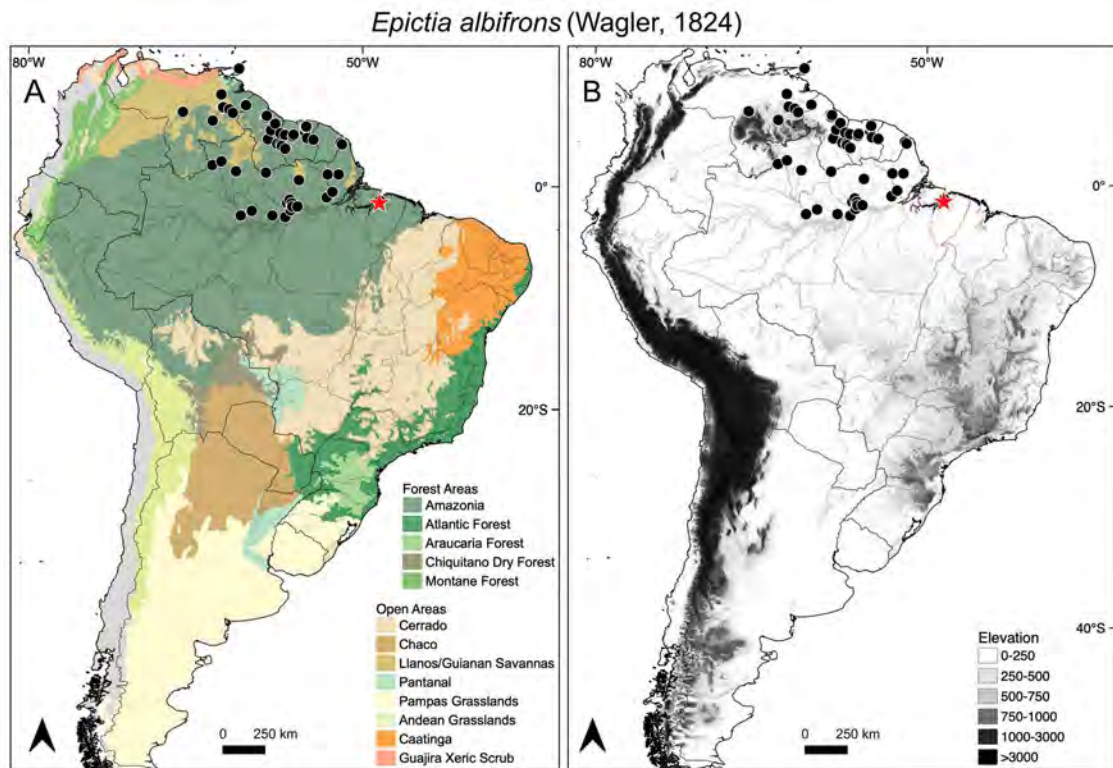 Epictia albifrons (Wagler, 1824)
80°W
50°W
A
Forest Areas
Amazonia
Atlantic Forest
Araucaria Forest
Chiquitano Dry Forest
Montane Forest
Open Areas
Cerrado
Chaco
Llanos/Guianan Savannas
Pantanal
Pampas Grasslands
Andean Grasslands
Caatinga
Guajira Xeric Scrub
0 250 km
0°
20°S
80°W
50°W
B
0°
20°S
40°S
Elevation
0-250
250-500
500-750
750-1000
1000-3000
>3000
0 250 km